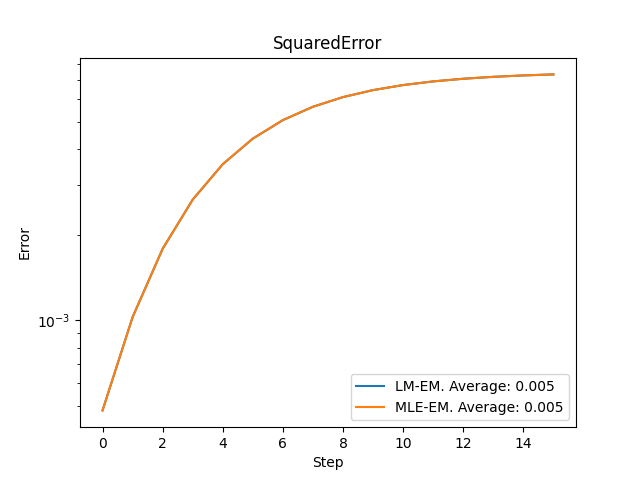 SquaredError
Error
10⁻³
0 2 4 6 8 10 12 14
Step
LM-EM. Average: 0.005
MLE-EM. Average: 0.005